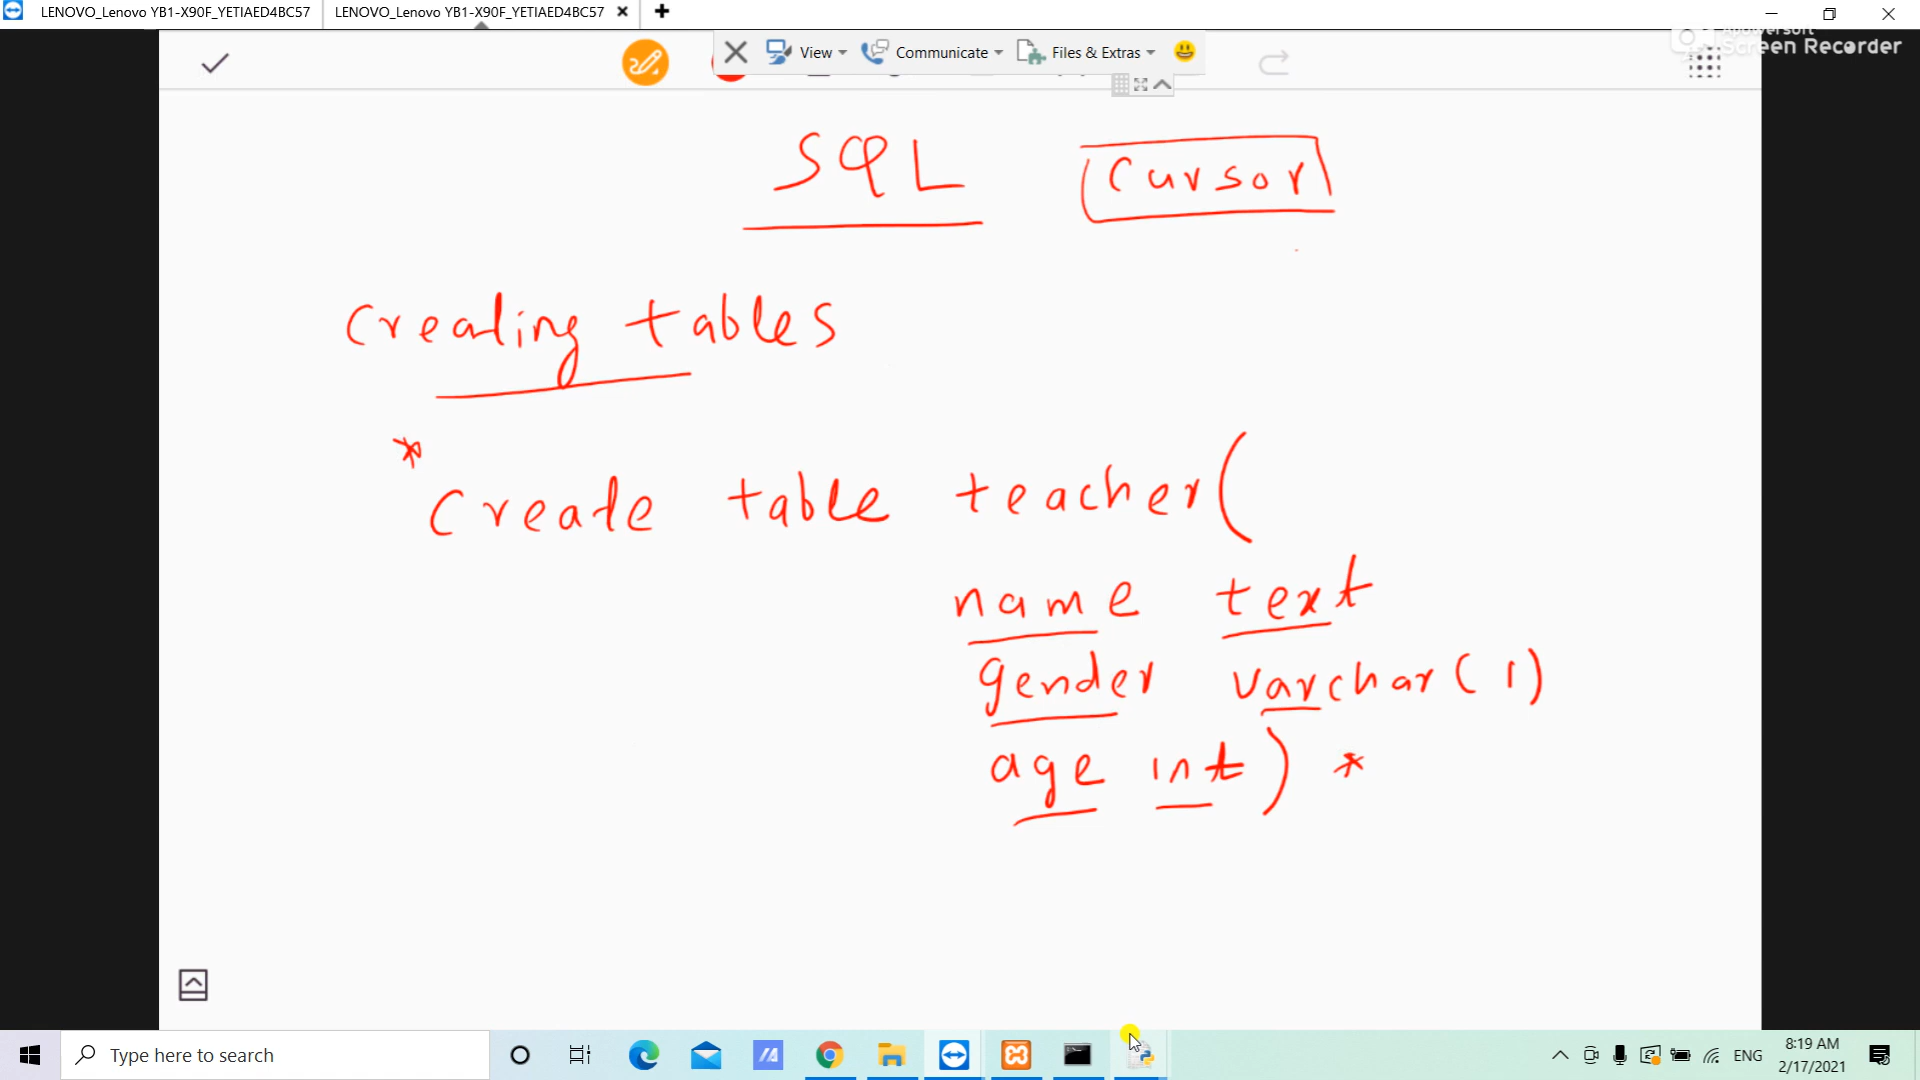 LENOVO_Lenovo YB1-X90F_YETIAED4BC57 LENOVO_Lenovo YB1-X90F_YETIAED4BC57
View Communicate Files & Extras
Screen Recorder
SQL Cursor
Creating tables
* Create table teacher(
name text
gender varchar(1)
age int) *
Type here to search
ENG
8:19 AM
2/17/2021